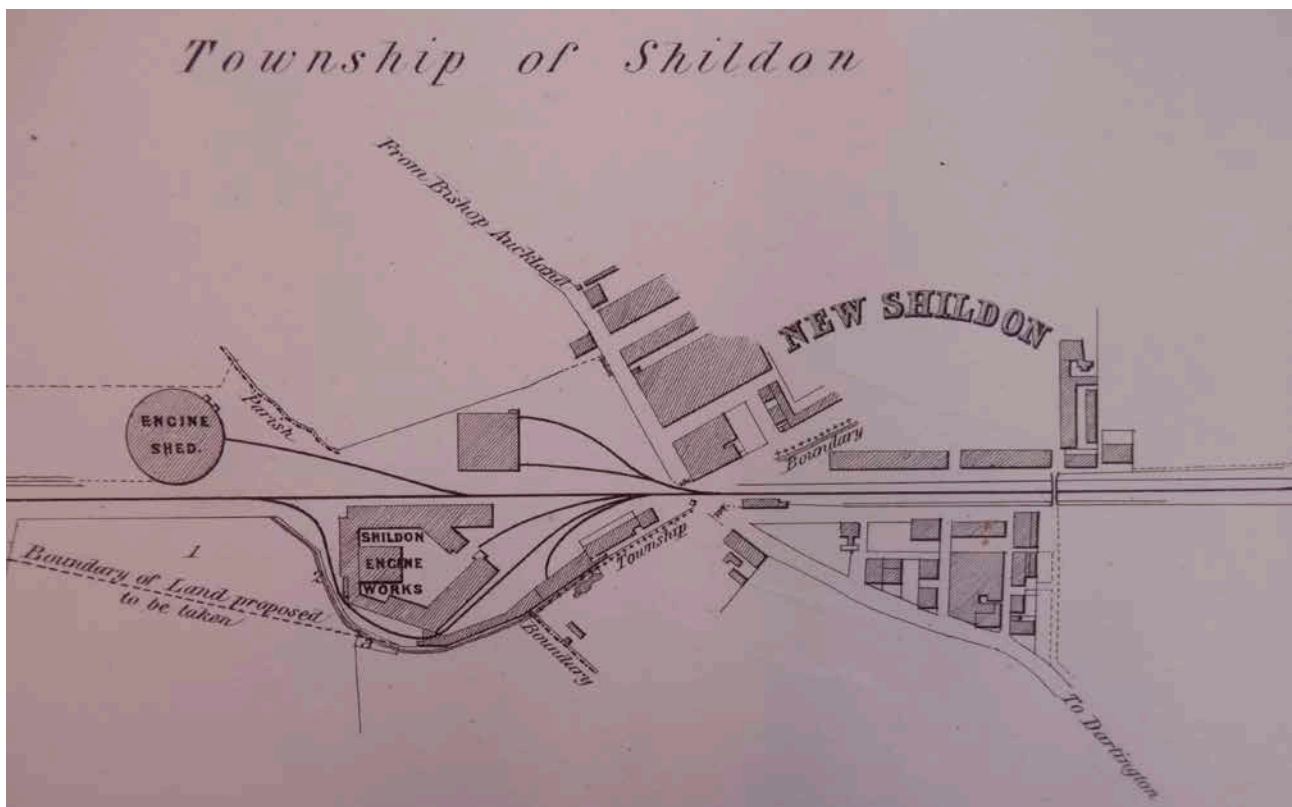 Township of Shildon
From Bishop Auckland
NEW SHILDON
ENGINE
SHED.
Parish
Boundary
SHILDON
ENGINE
WORKS
Township
1
Boundary of Land proposed
to be taken
Boundary
To Darlington